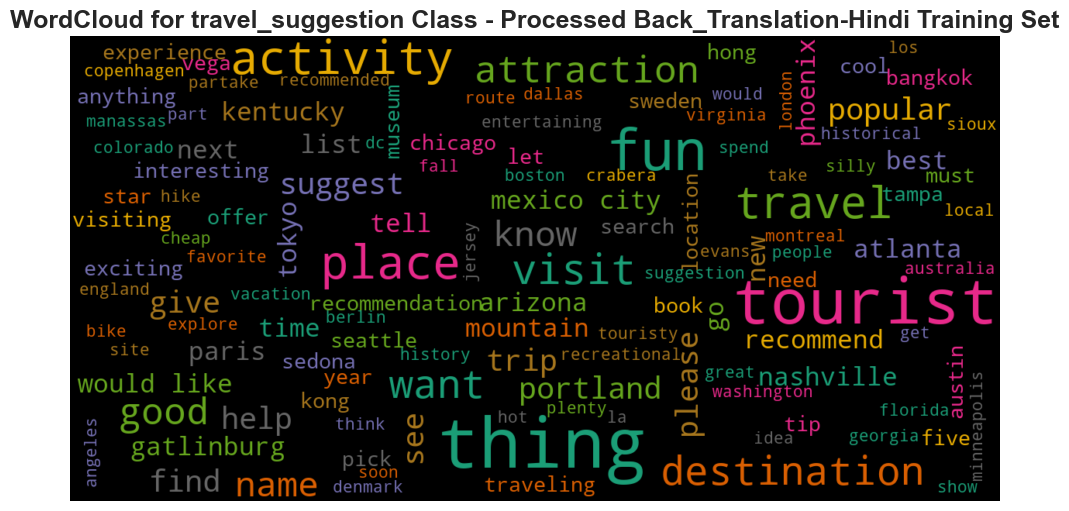 WordCloud for travel_suggestion Class - Processed Back_Translation-Hindi Training Set
experience
activity
attraction
hong
phoenix
los
copenhagen
vega
partake
recommended
cool
bangkok
anything
part
kentucky
museum
route
dallas
sweden
would
london
popular
manassas
entertaining
virginia
historical
sioux
colorado
next
list
dc
chicago
fun
spend
interesting
fall
let
boston
crabera
take
silly
best
must
star
hike
suggest
mexico city
location
travel
tampa
visiting
offer
tokyo
tell
know
search
local
cheap
favorite
place
jersey
visit
evans
new
montreal
people
atlanta
exciting
suggestion
need
australia
england
give
vacation
recommendation
arizona
book
go
tourist
bike
explore
time
berlin
mountain
touristy
please
recommend
get
site
paris
seattle
sedona
history
trip
recreational
would like
year
want
portland
great
nashville
washington
austin
minneapolis
good
help
kong
see
plenty
hot
la
florida
gatlinburg
think
thing
tip
idea
georgia
five
angeles
find
name
pick
soon
denmark
traveling
destination
show